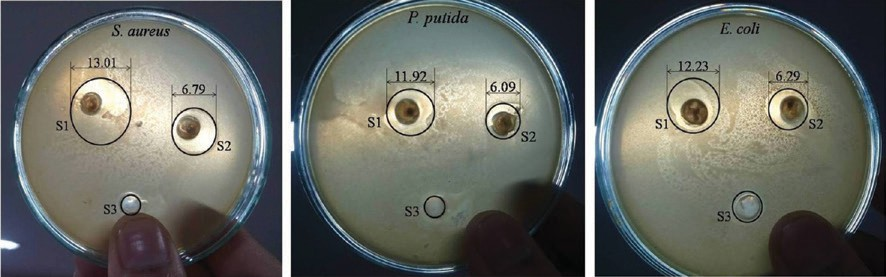 S. aureus
13.01
6.79
S1
S2
S3
P. putida
11.92
6.09
S1
S2
S3
E. coli
12.23
6.29
S1
S2
S3